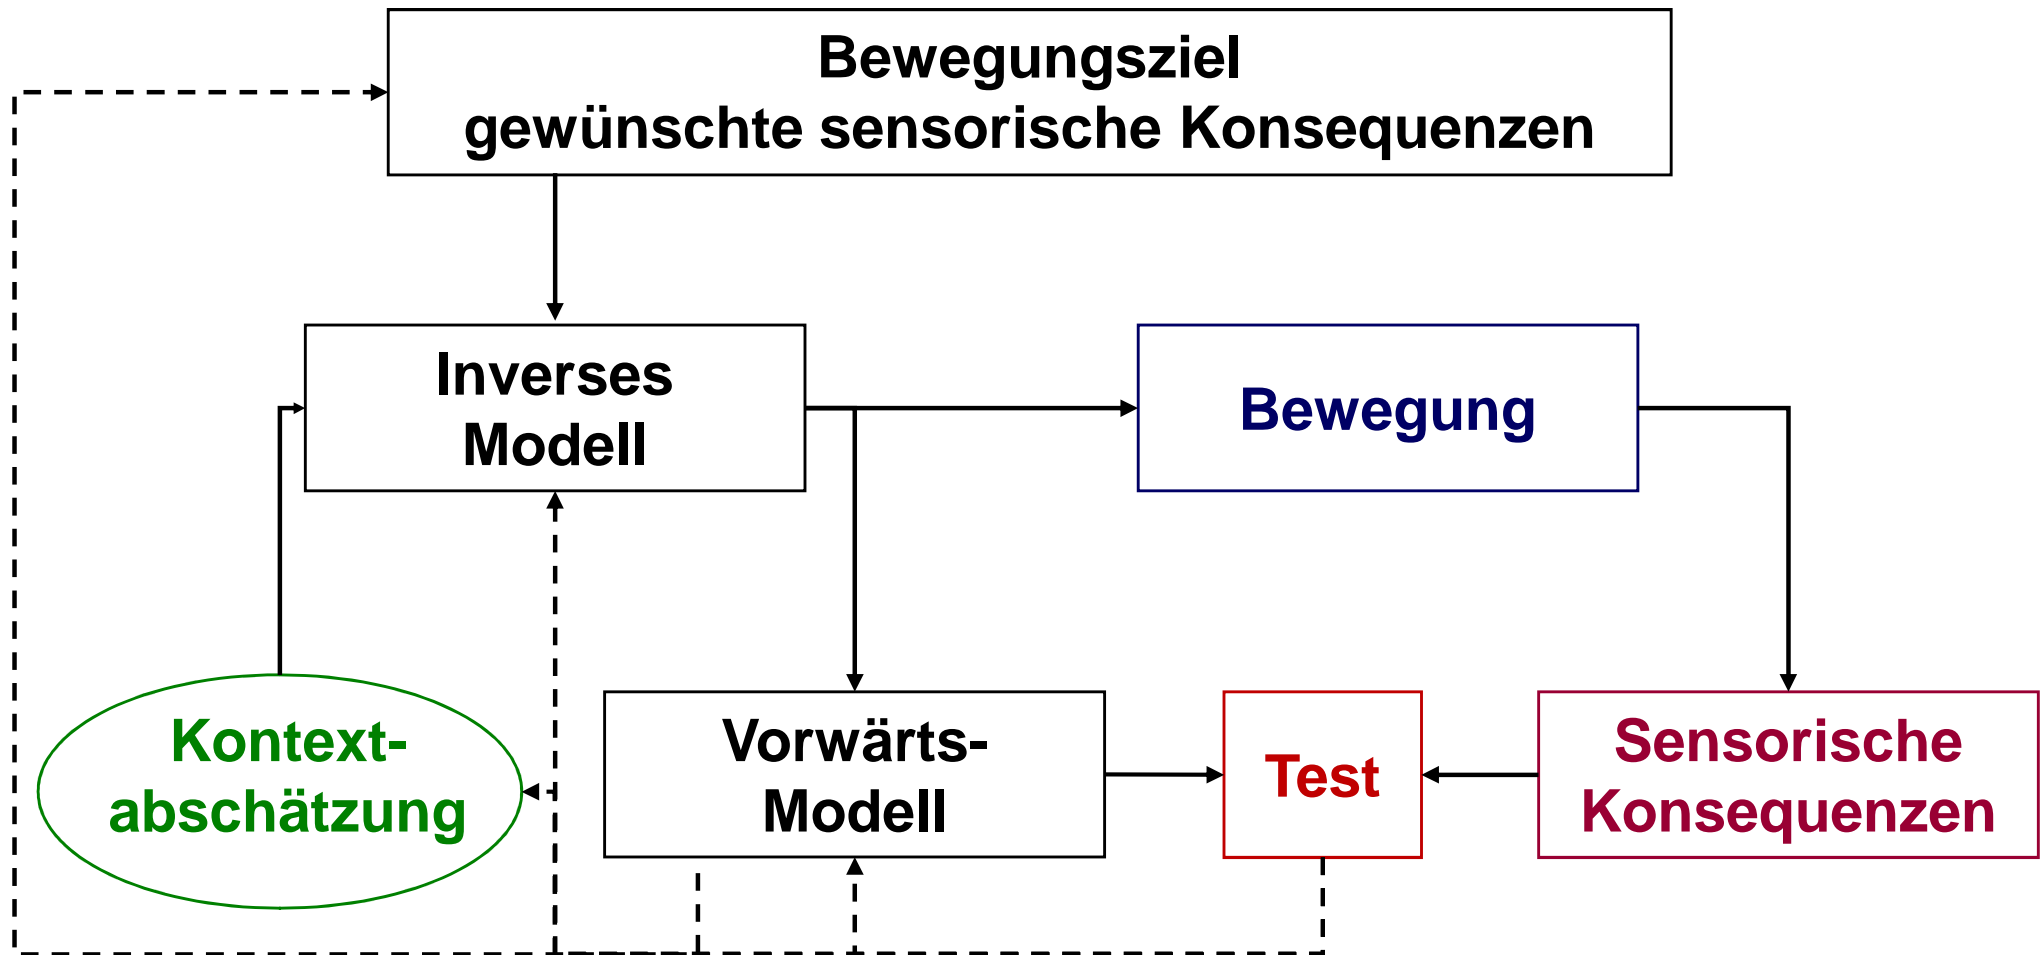 Bewegungsziel
gewünschte sensorische Konsequenzen
Inverses
Modell
Bewegung
Kontext-
abschätzung
Vorwärts-
Modell
Test
Sensorische
Konsequenzen